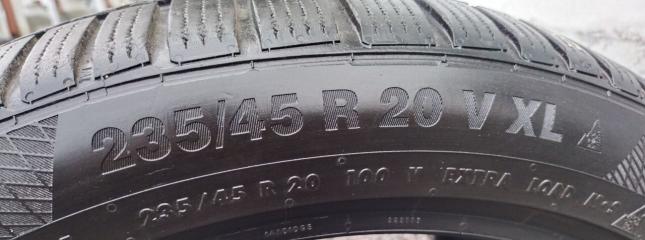 235/45 R 20 V XL
235/45 R 20 100 V EXTRA LOAD